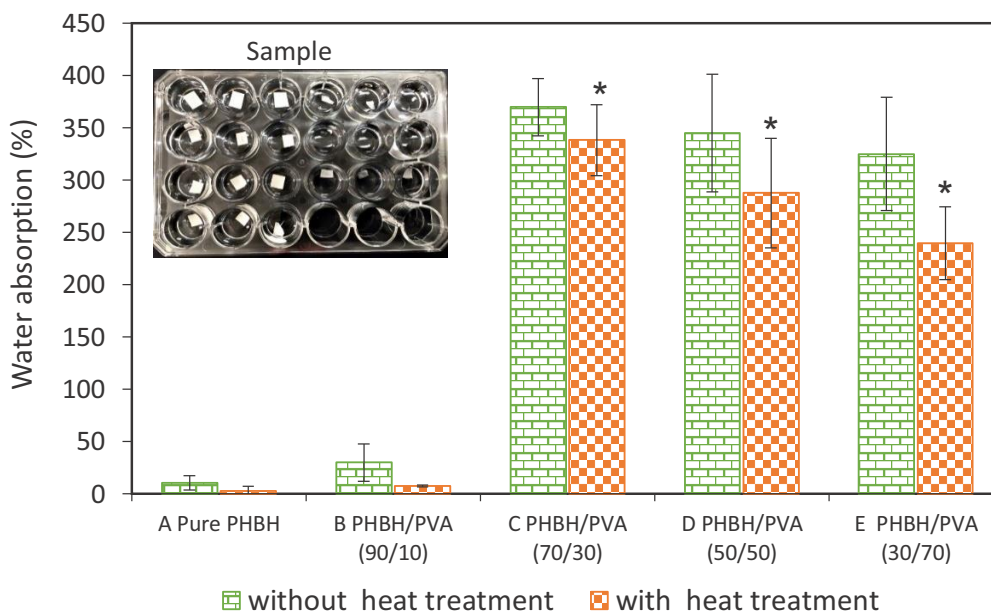 Sample
Water absorption (%)
450
400
350
300
250
200
150
100
50
0
*
*
*
A Pure PHBH
B PHBH/PVA
(90/10)
C PHBH/PVA
(70/30)
D PHBH/PVA
(50/50)
E PHBH/PVA
(30/70)
without heat treatment
with heat treatment